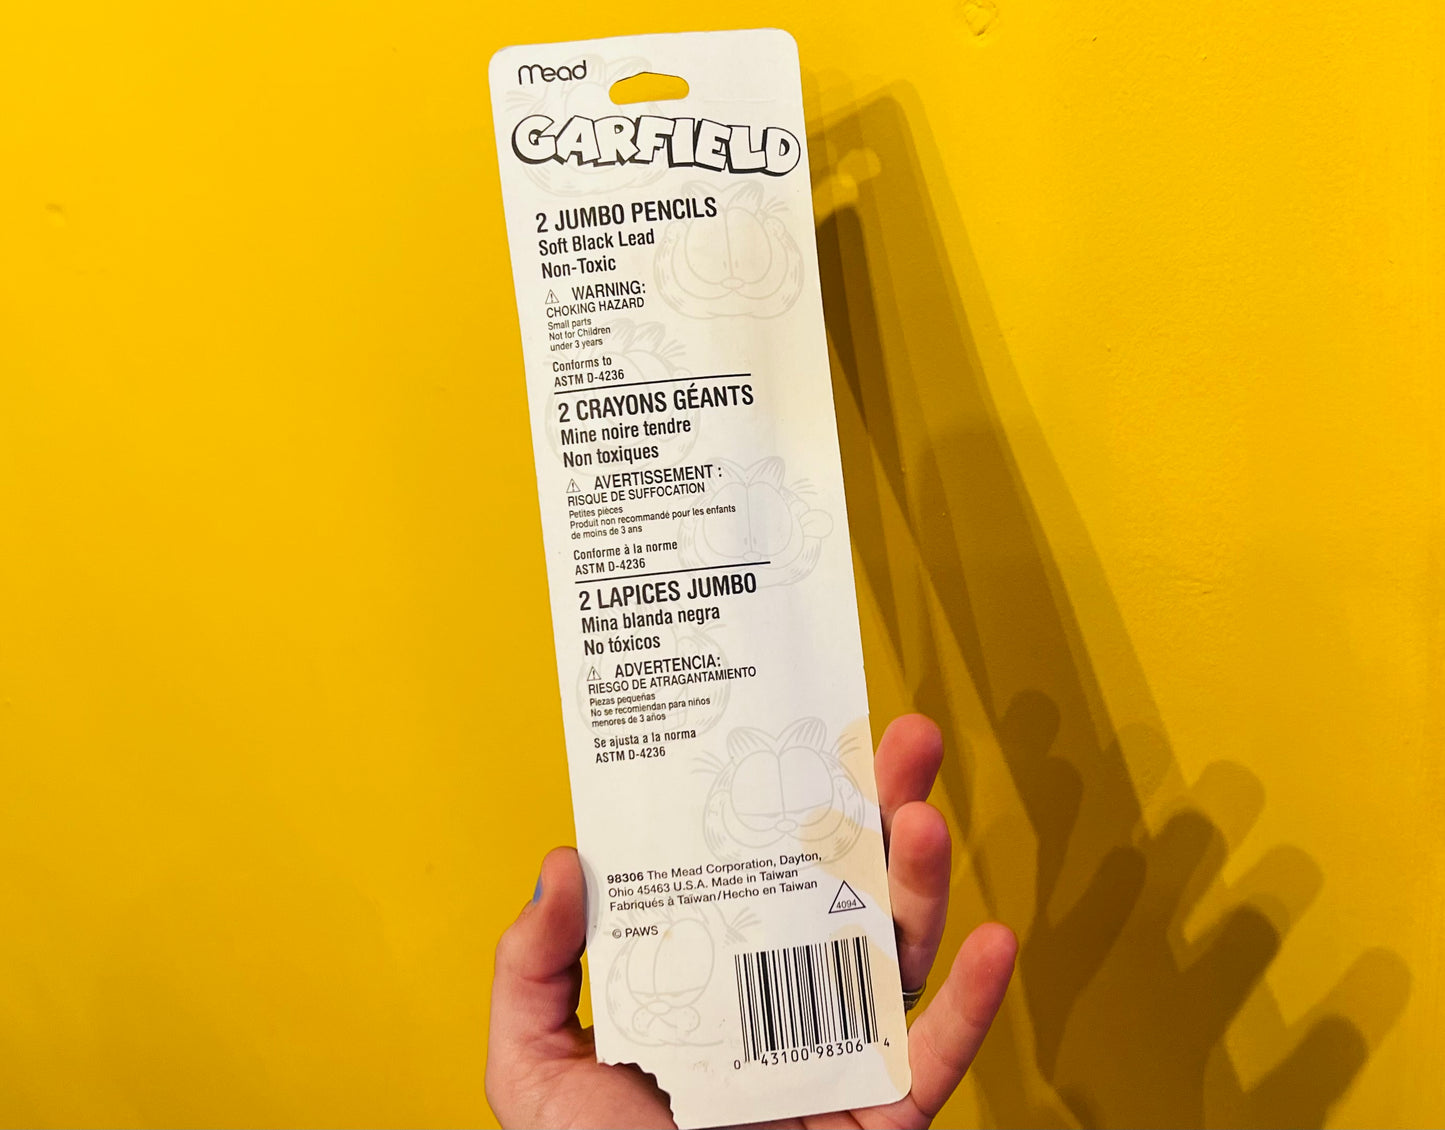 mead
GARFIELD
2 JUMBO PENCILS
Soft Black Lead
Non-Toxic
⚠ WARNING:
CHOKING HAZARD
Small parts
Not for Children
under 3 years
Conforms to
ASTM D-4236
2 CRAYONS GÉANTS
Mine noire tendre
Non toxiques
⚠ AVERTISSEMENT :
RISQUE DE SUFFOCATION
Petites pièces
Produit non recommandé pour les enfants
de moins de 3 ans
Conforme à la norme
ASTM D-4236
2 LAPICES JUMBO
Mina blanda negra
No tóxicos
⚠ ADVERTENCIA:
RIESGO DE ATRAGANTAMIENTO
Piezas pequeñas
No se recomiendan para niños
menores de 3 años
Se ajusta a la norma
ASTM D-4236
98306 The Mead Corporation, Dayton,
Ohio 45463 U.S.A. Made in Taiwan
Fabriqués à Taïwan/Hecho en Taiwan
4094
© PAWS
0 43100 98306 4